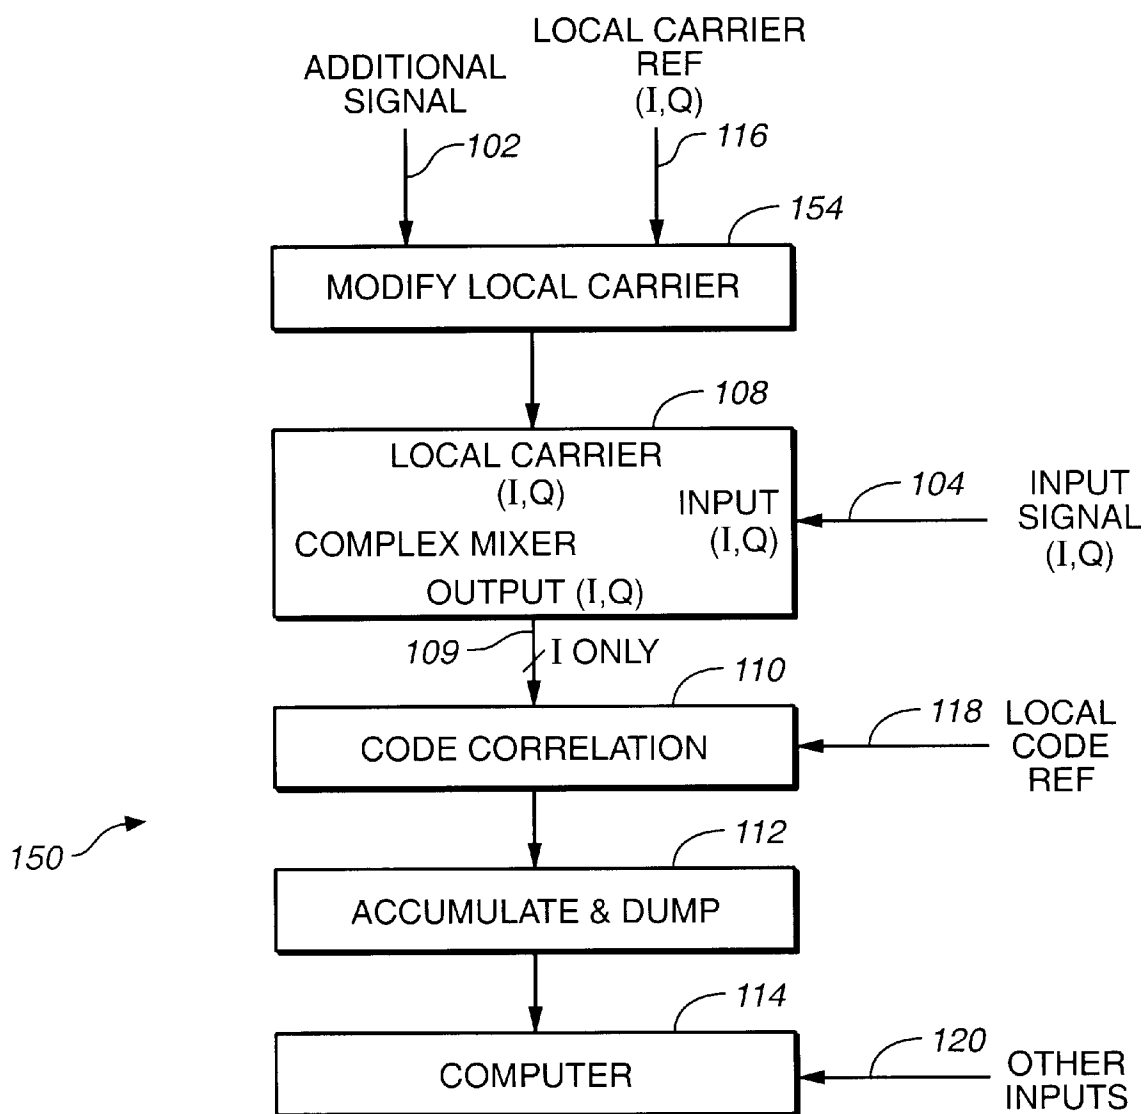 LOCAL CARRIER
REF
(I,Q)
ADDITIONAL
SIGNAL
102
116
154
MODIFY LOCAL CARRIER
108
LOCAL CARRIER
(I,Q)
INPUT
(I,Q)
COMPLEX MIXER
OUTPUT (I,Q)
104
INPUT
SIGNAL
(I,Q)
109
I ONLY
110
CODE CORRELATION
118
LOCAL
CODE
REF
150
112
ACCUMULATE & DUMP
114
COMPUTER
120
OTHER
INPUTS